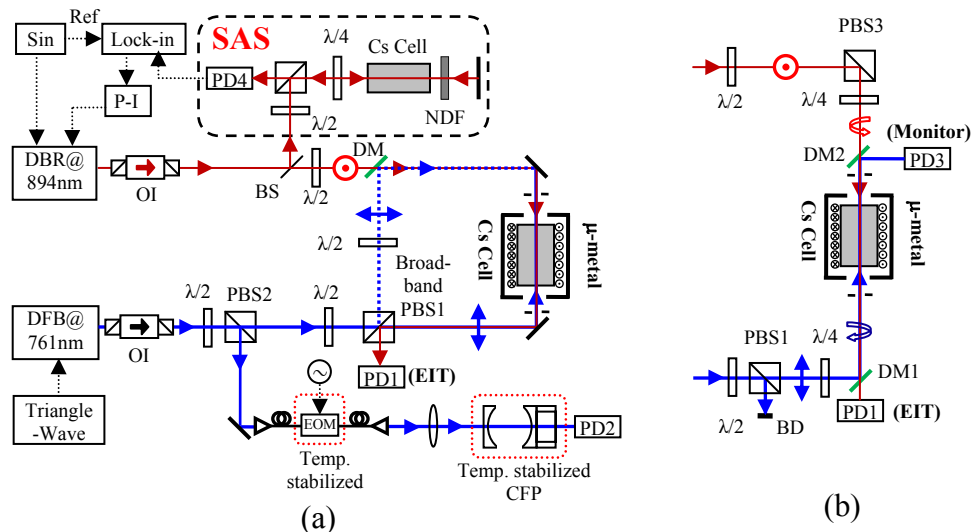 Sin
Ref
Lock-in
P-I
DBR@
894nm
OI
SAS
PD4
λ/4
Cs Cell
NDF
λ/2
BS
λ/2
DM
λ/2
Broad-
band
PBS1
Cs Cell
μ-metal
DFB@
761nm
OI
λ/2
PBS2
λ/2
PD1
(EIT)
Triangle
-Wave
EOM
Temp.
stabilized
Temp. stabilized
CFP
PD2
(a)
PBS3
λ/2
λ/4
(Monitor)
DM2
PD3
Cs Cell
μ-metal
PBS1
λ/4
DM1
λ/2
BD
PD1
(EIT)
(b)